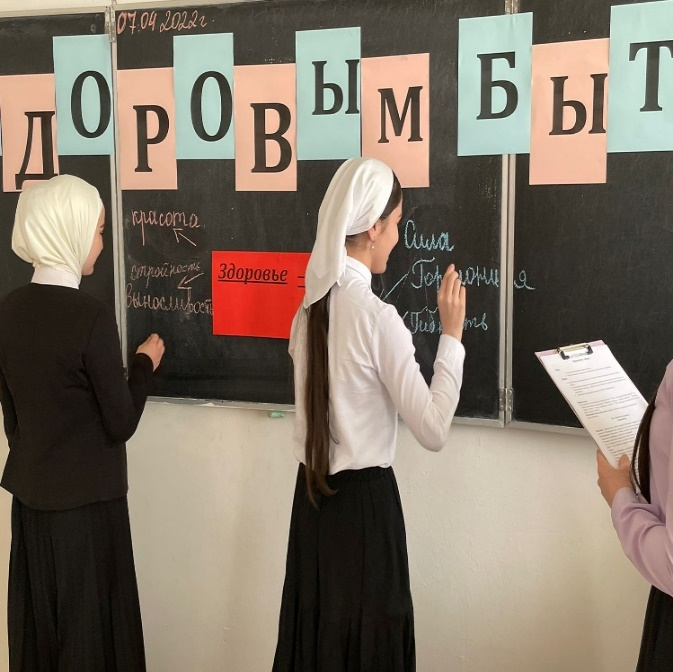 07.04 2022г.
ДОРОВЫМ БЫТ
красота
Сила
стройность
Здоровье =
Гармония
Выносливость
Гибкость